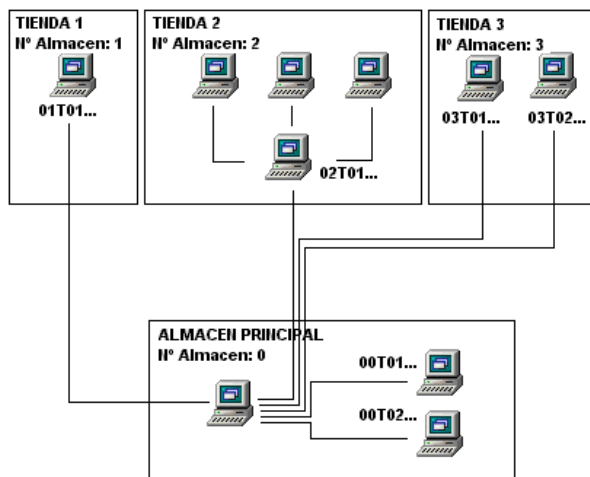 TIENDA 1
Nº Almacen: 1
01T01...
TIENDA 2
Nº Almacen: 2
02T01...
TIENDA 3
Nº Almacen: 3
03T01...
03T02...
ALMACEN PRINCIPAL
Nº Almacen: 0
00T01...
00T02...